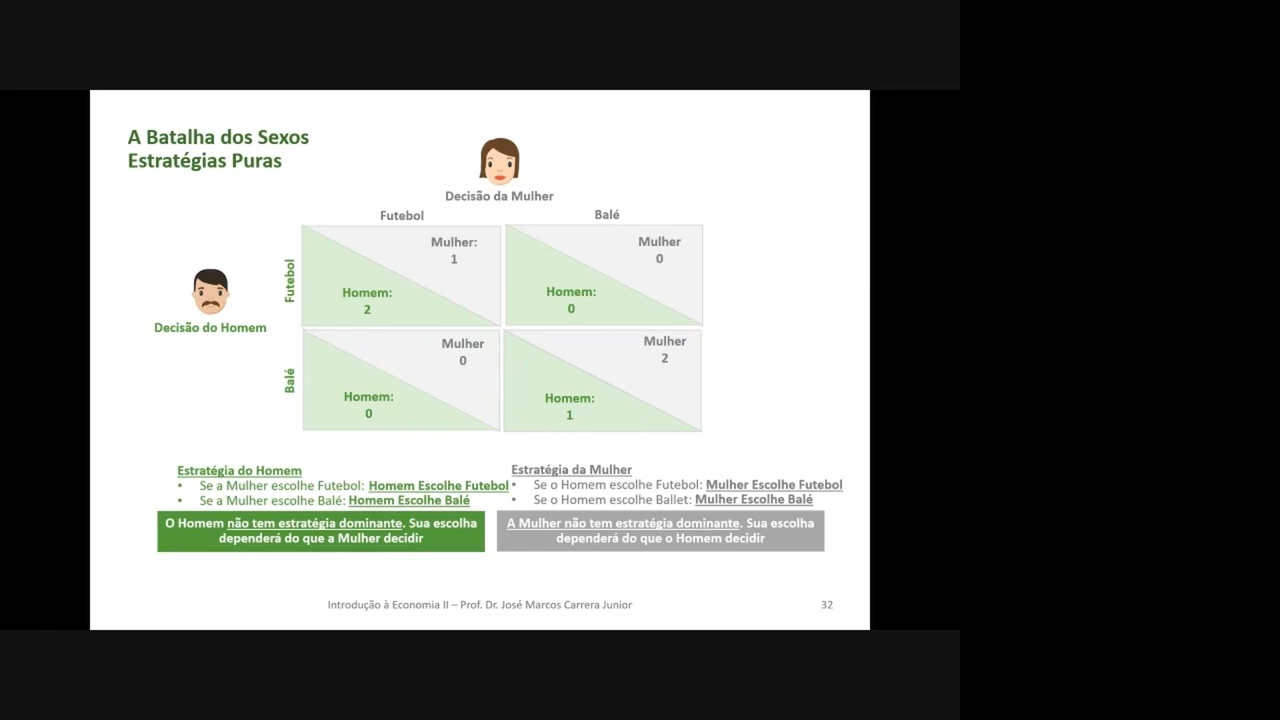 A Batalha dos Sexos
Estratégias Puras
Decisão da Mulher
Futebol
Balé
Mulher:
1
Mulher
0
Futebol
Homem:
2
Homem:
0
Decisão do Homem
Mulher
0
Mulher
2
Balé
Homem:
0
Homem:
1
Estratégia do Homem
• Se a Mulher escolhe Futebol: Homem Escolhe Futebol
• Se a Mulher escolhe Balé: Homem Escolhe Balé
O Homem não tem estratégia dominante. Sua escolha
dependerá do que a Mulher decidir
Estratégia da Mulher
• Se o Homem escolhe Futebol: Mulher Escolhe Futebol
• Se o Homem escolhe Ballet: Mulher Escolhe Balé
A Mulher não tem estratégia dominante. Sua escolha
dependerá do que o Homem decidir
Introdução à Economia II – Prof. Dr. José Marcos Carrera Junior
32